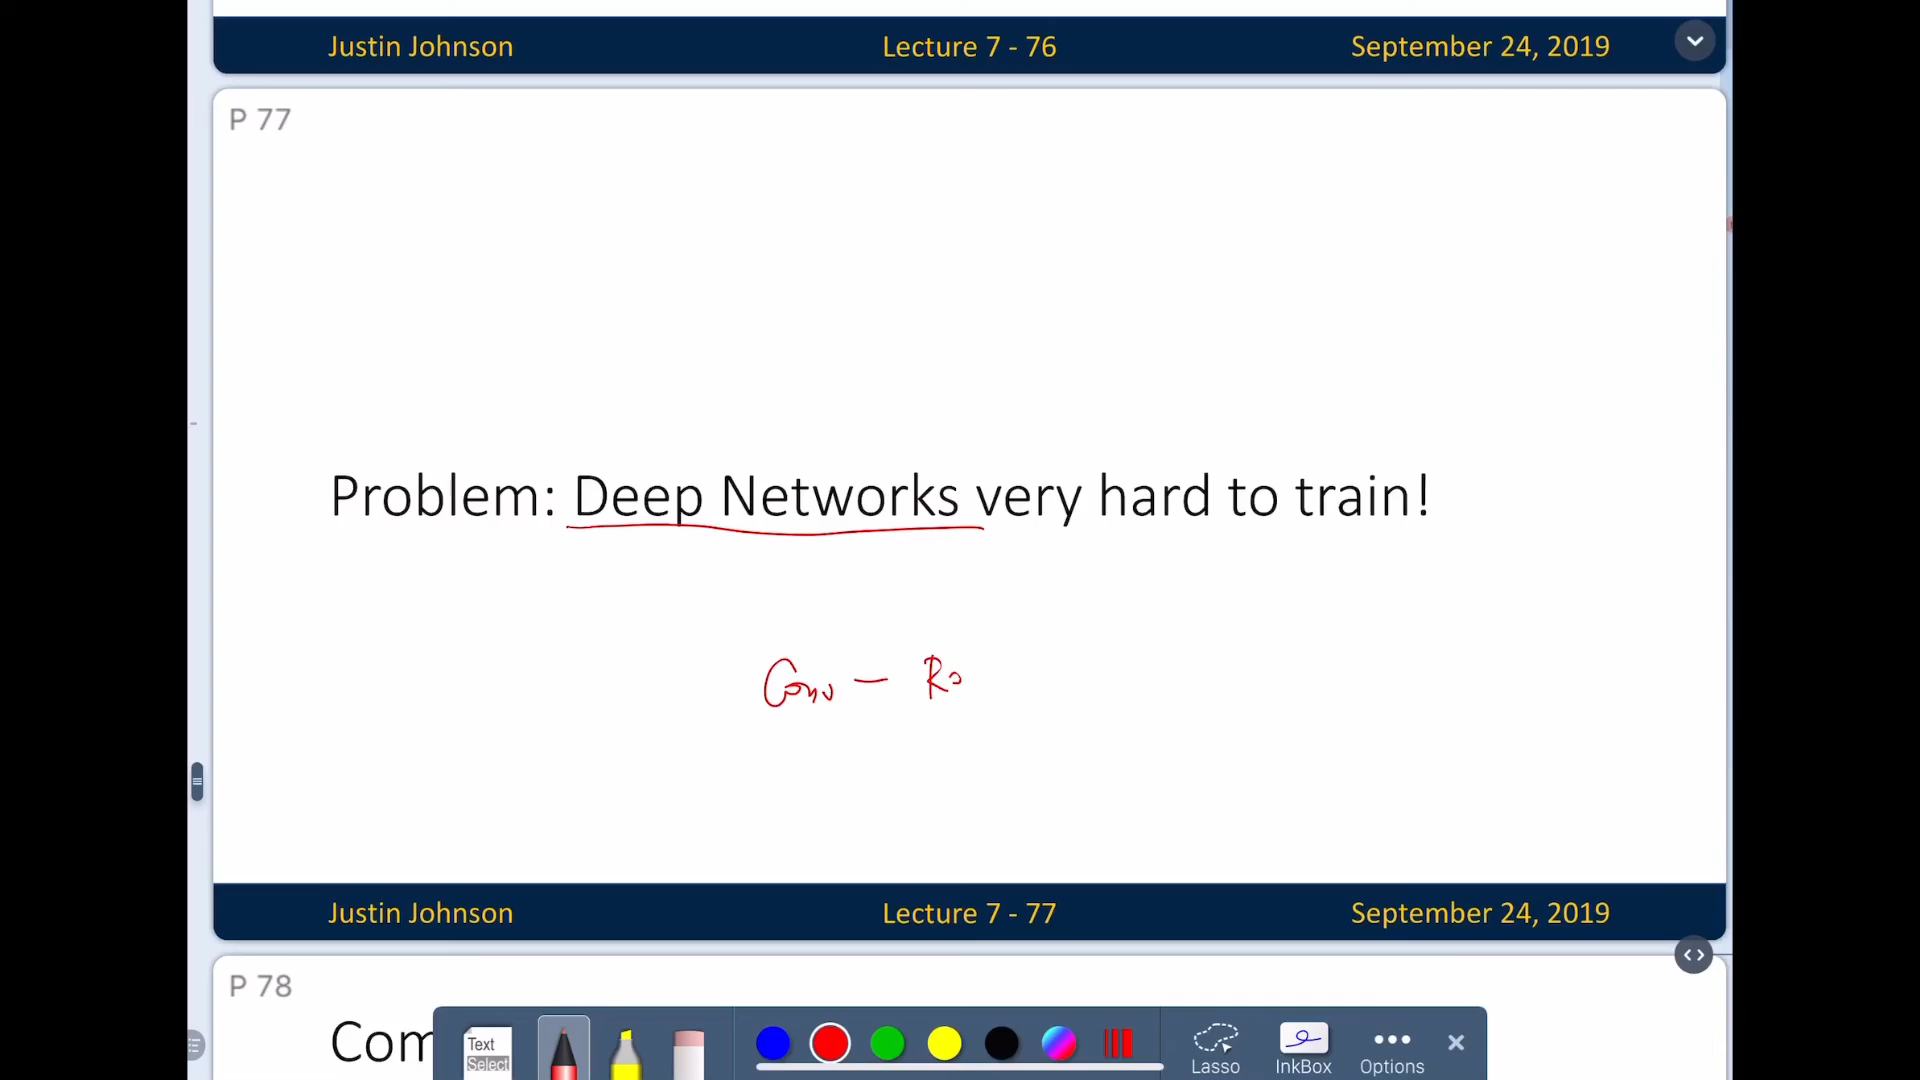 Justin Johnson Lecture 7 - 76 September 24, 2019
P 77
Problem: Deep Networks very hard to train!
Conv —
Justin Johnson Lecture 7 - 77 September 24, 2019
P 78
Com
Text
Select
Lasso InkBox Options